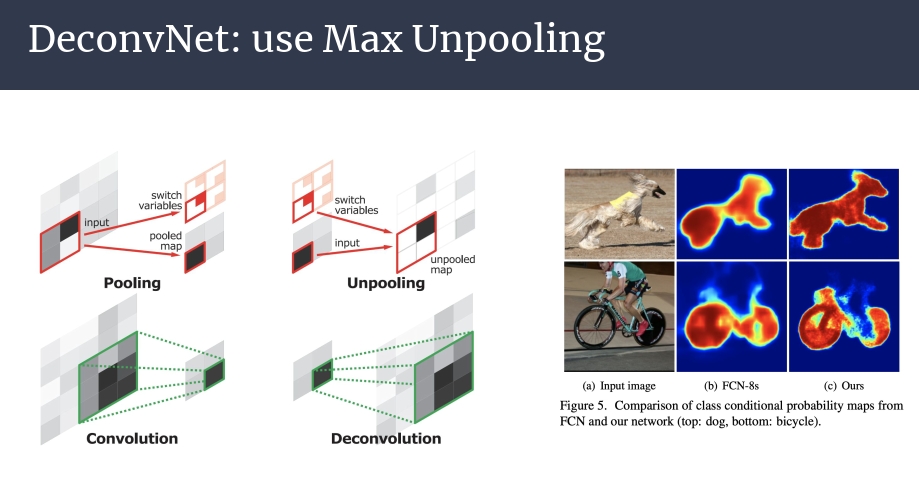 DeconvNet: use Max Unpooling
switch
variables
input
pooled
map
Pooling
switch
variables
input
unpooled
map
Unpooling
Convolution
Deconvolution
(a) Input image
(b) FCN-8s
(c) Ours
Figure 5. Comparison of class conditional probability maps from
FCN and our network (top: dog, bottom: bicycle).